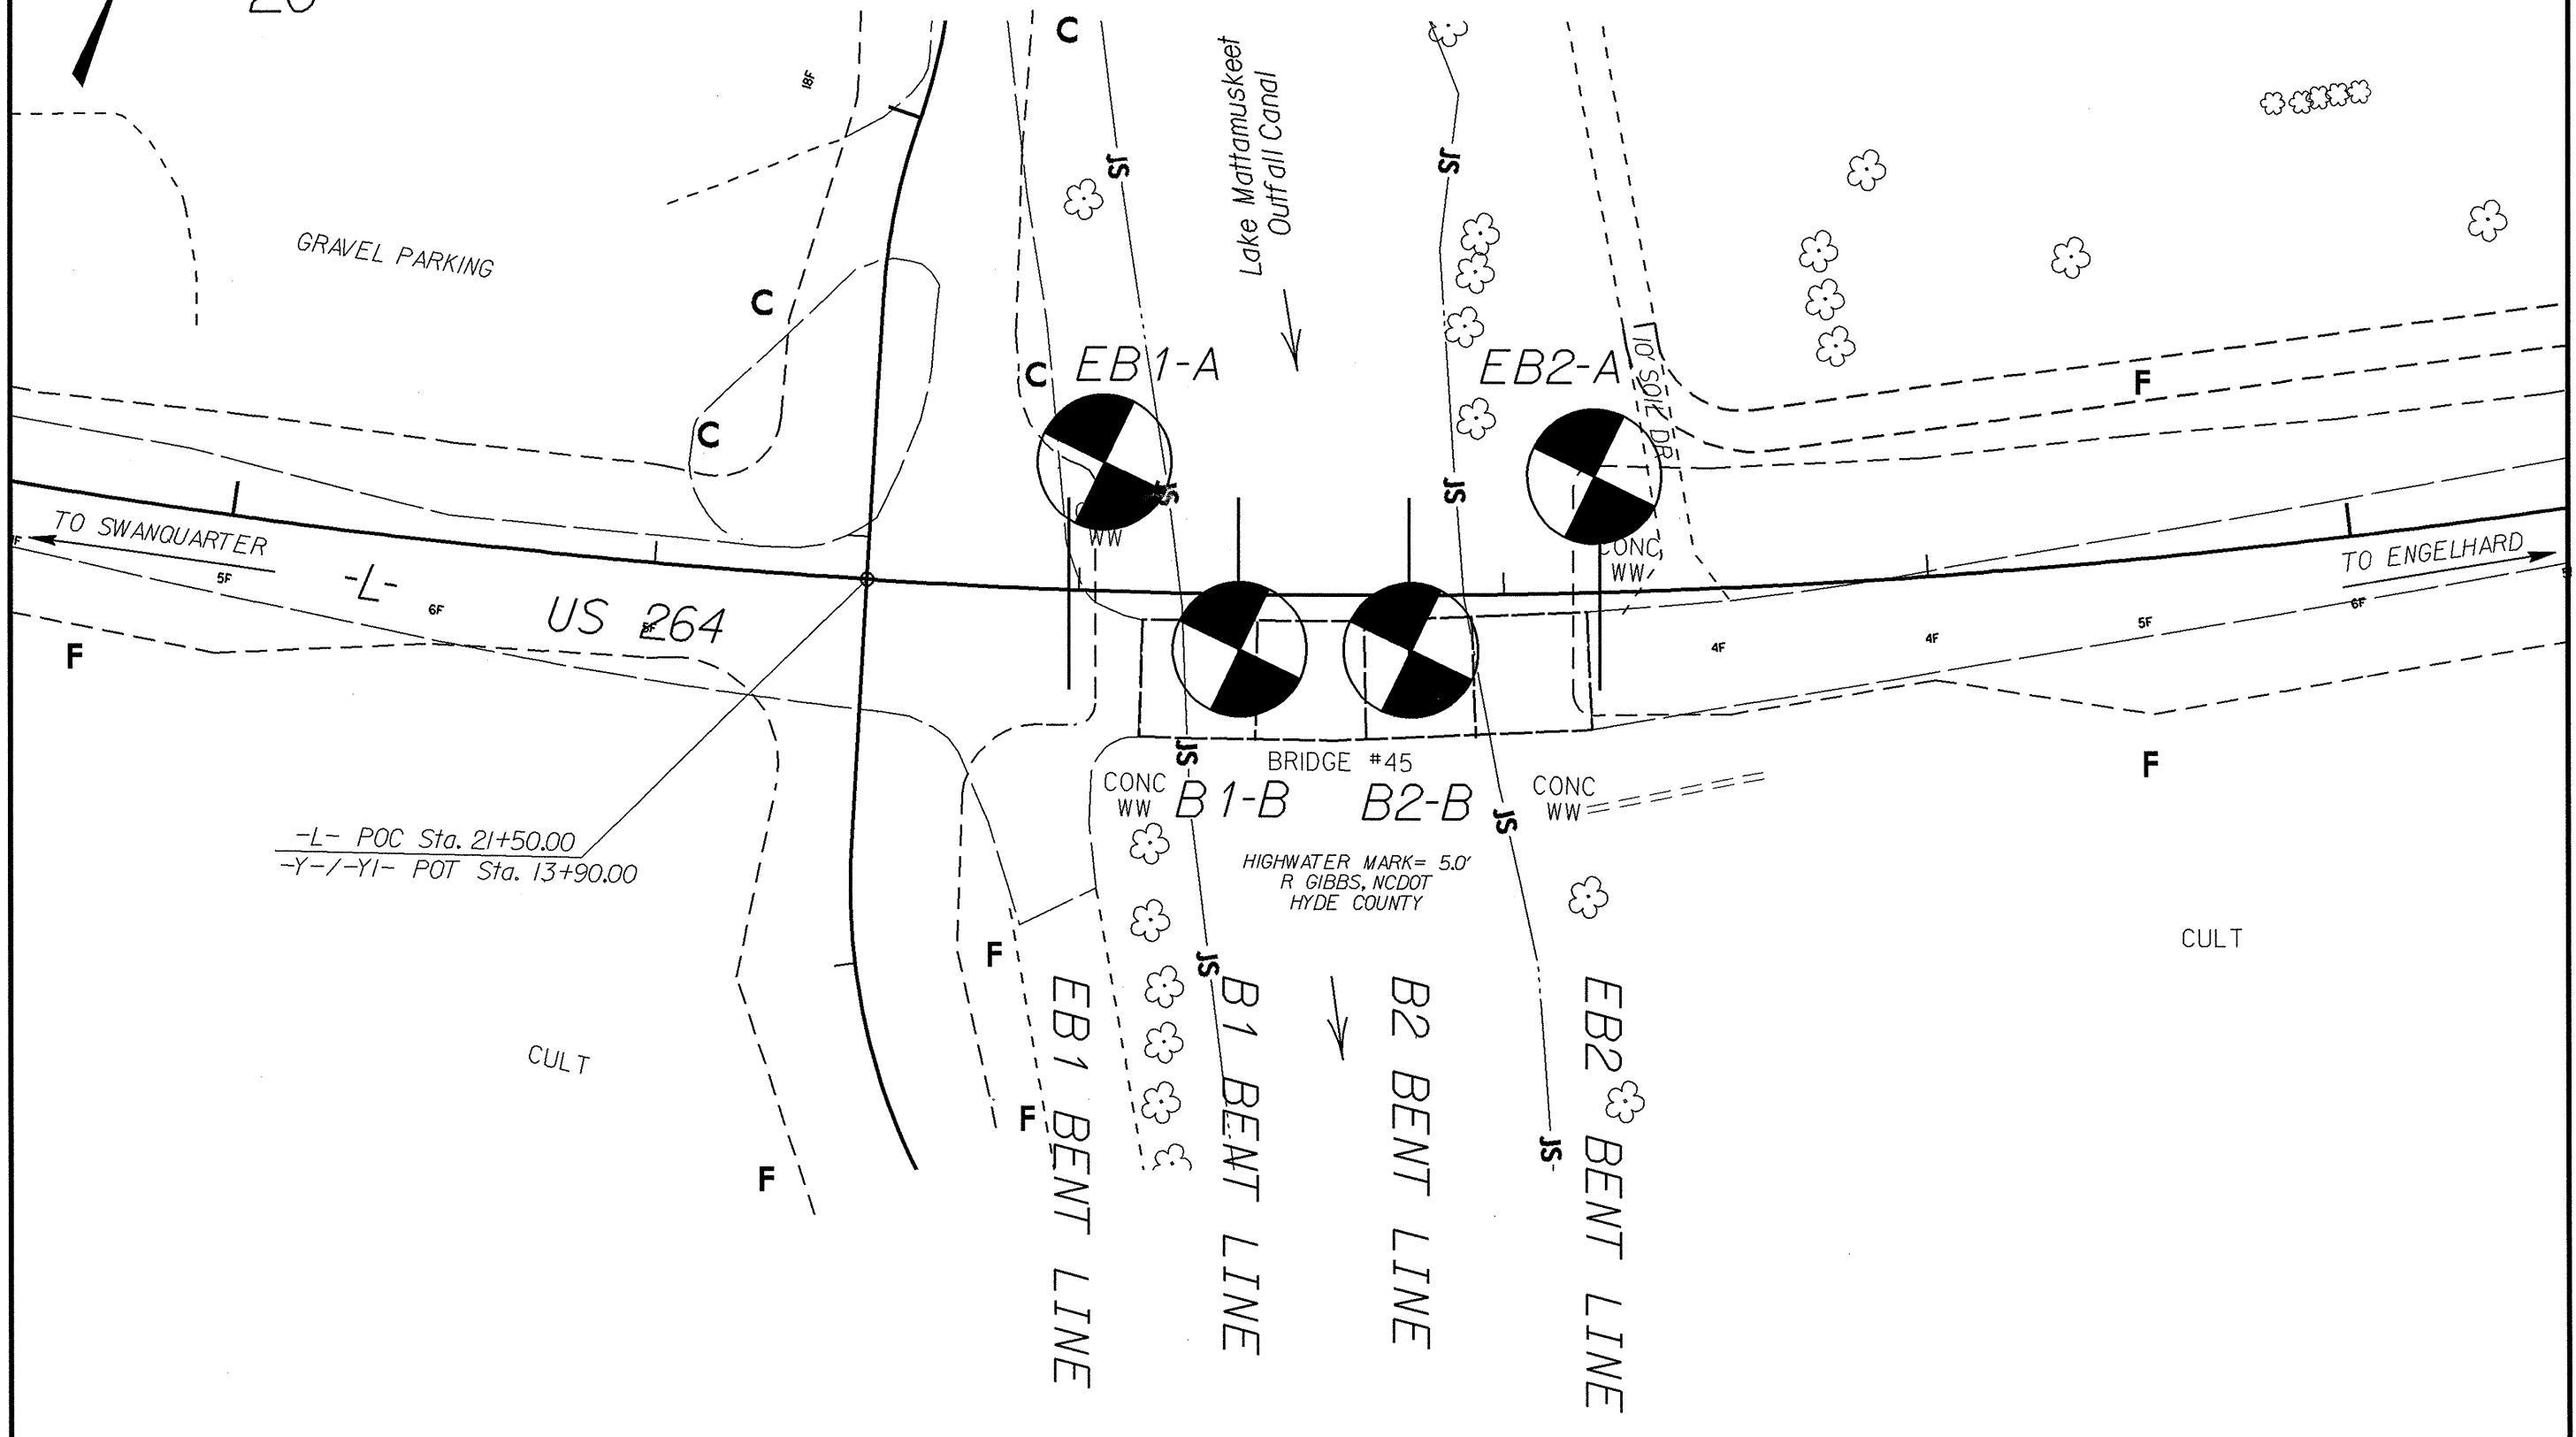 C
18F
Lake Mattamuskeet
Outfall Canal
JS
JS
GRAVEL PARKING
C
EB1-A
EB2-A
C
10' SOIL DR
F
C
JS
JS
TO SWANQUARTER
WW
CONC
WW
TO ENGELHARD
5F
-L-
6F
US 264
5F
4F
4F
5F
6F
F
JS
BRIDGE #45
F
CONC
WW
B1-B
B2-B
JS
CONC
WW
-L- POC Sta. 21+50.00
-Y-/-Y1- POT Sta. 13+90.00
HIGHWATER MARK= 5.0'
R GIBBS, NCDOT
HYDE COUNTY
F
JS
CULT
CULT
F
F
JS
EB1 BENT LINE
B1 BENT LINE
B2 BENT LINE
EB2 BENT LINE